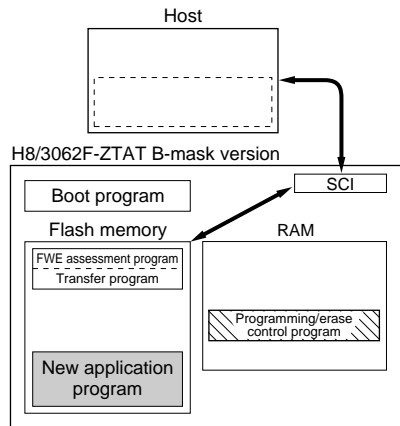 Host
H8/3062F-ZTAT B-mask version
Boot program
SCI
Flash memory
RAM
FWE assessment program
Transfer program
Programming/erase
control program
New application
program